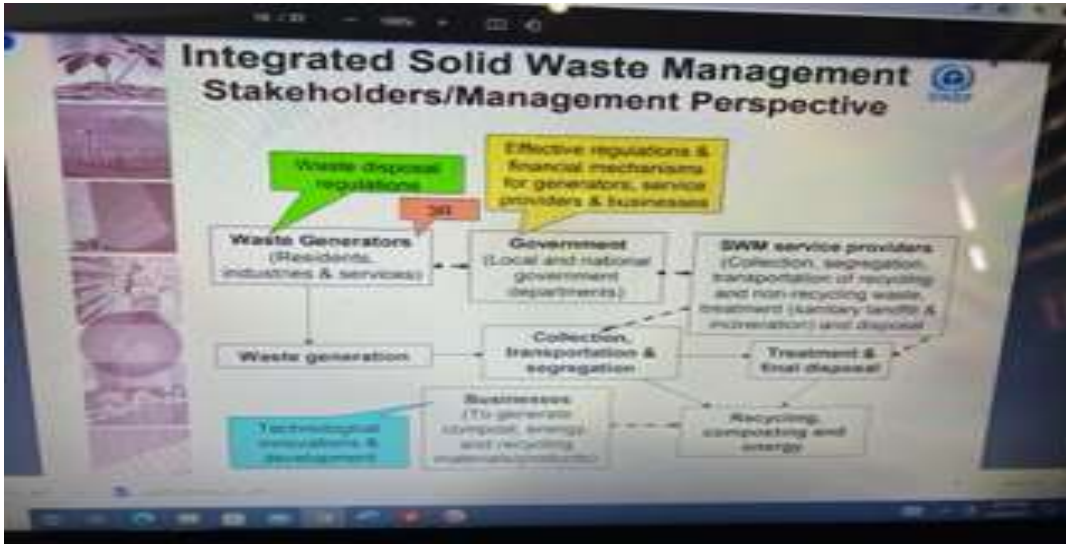 Integrated Solid Waste Management
Stakeholders/Management Perspective
UNEP
Waste disposal
regulations
Effective regulations &
financial mechanisms
for generators, service
providers & businesses
3R
Waste Generators
(Residents,
industries & services)
Government
(Local and national
government
departments)
SWM service providers
(Collection, segregation,
transportation of recycling
and non-recycling waste,
treatment (sanitary landfill &
incineration) and disposal
Waste generation
Collection,
transportation &
segregation
Treatment &
final disposal
Businesses
(To generate
compost, energy
and recycling
materials/products)
Technological
innovations &
development
Recycling,
composting and
energy